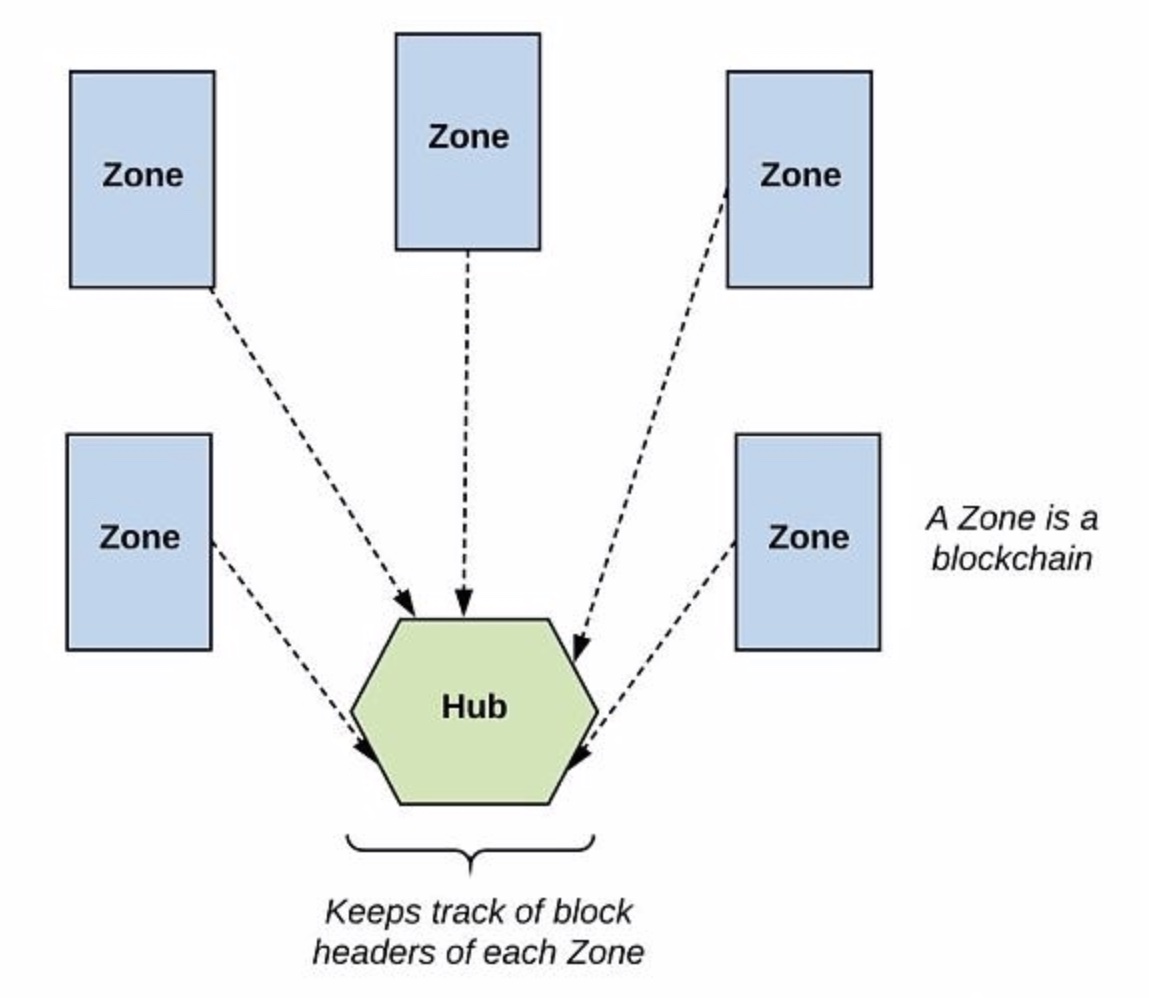 Zone
Zone
Zone
Zone
Zone
A Zone is a
blockchain
Hub
Keeps track of block
headers of each Zone